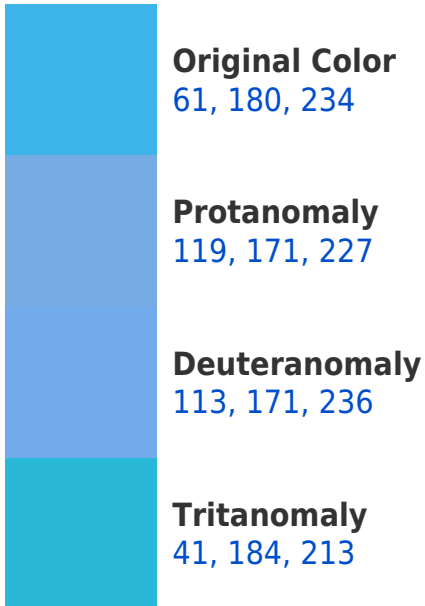 Original Color
61, 180, 234
Protanomaly
119, 171, 227
Deuteranomaly
113, 171, 236
Tritanomaly
41, 184, 213